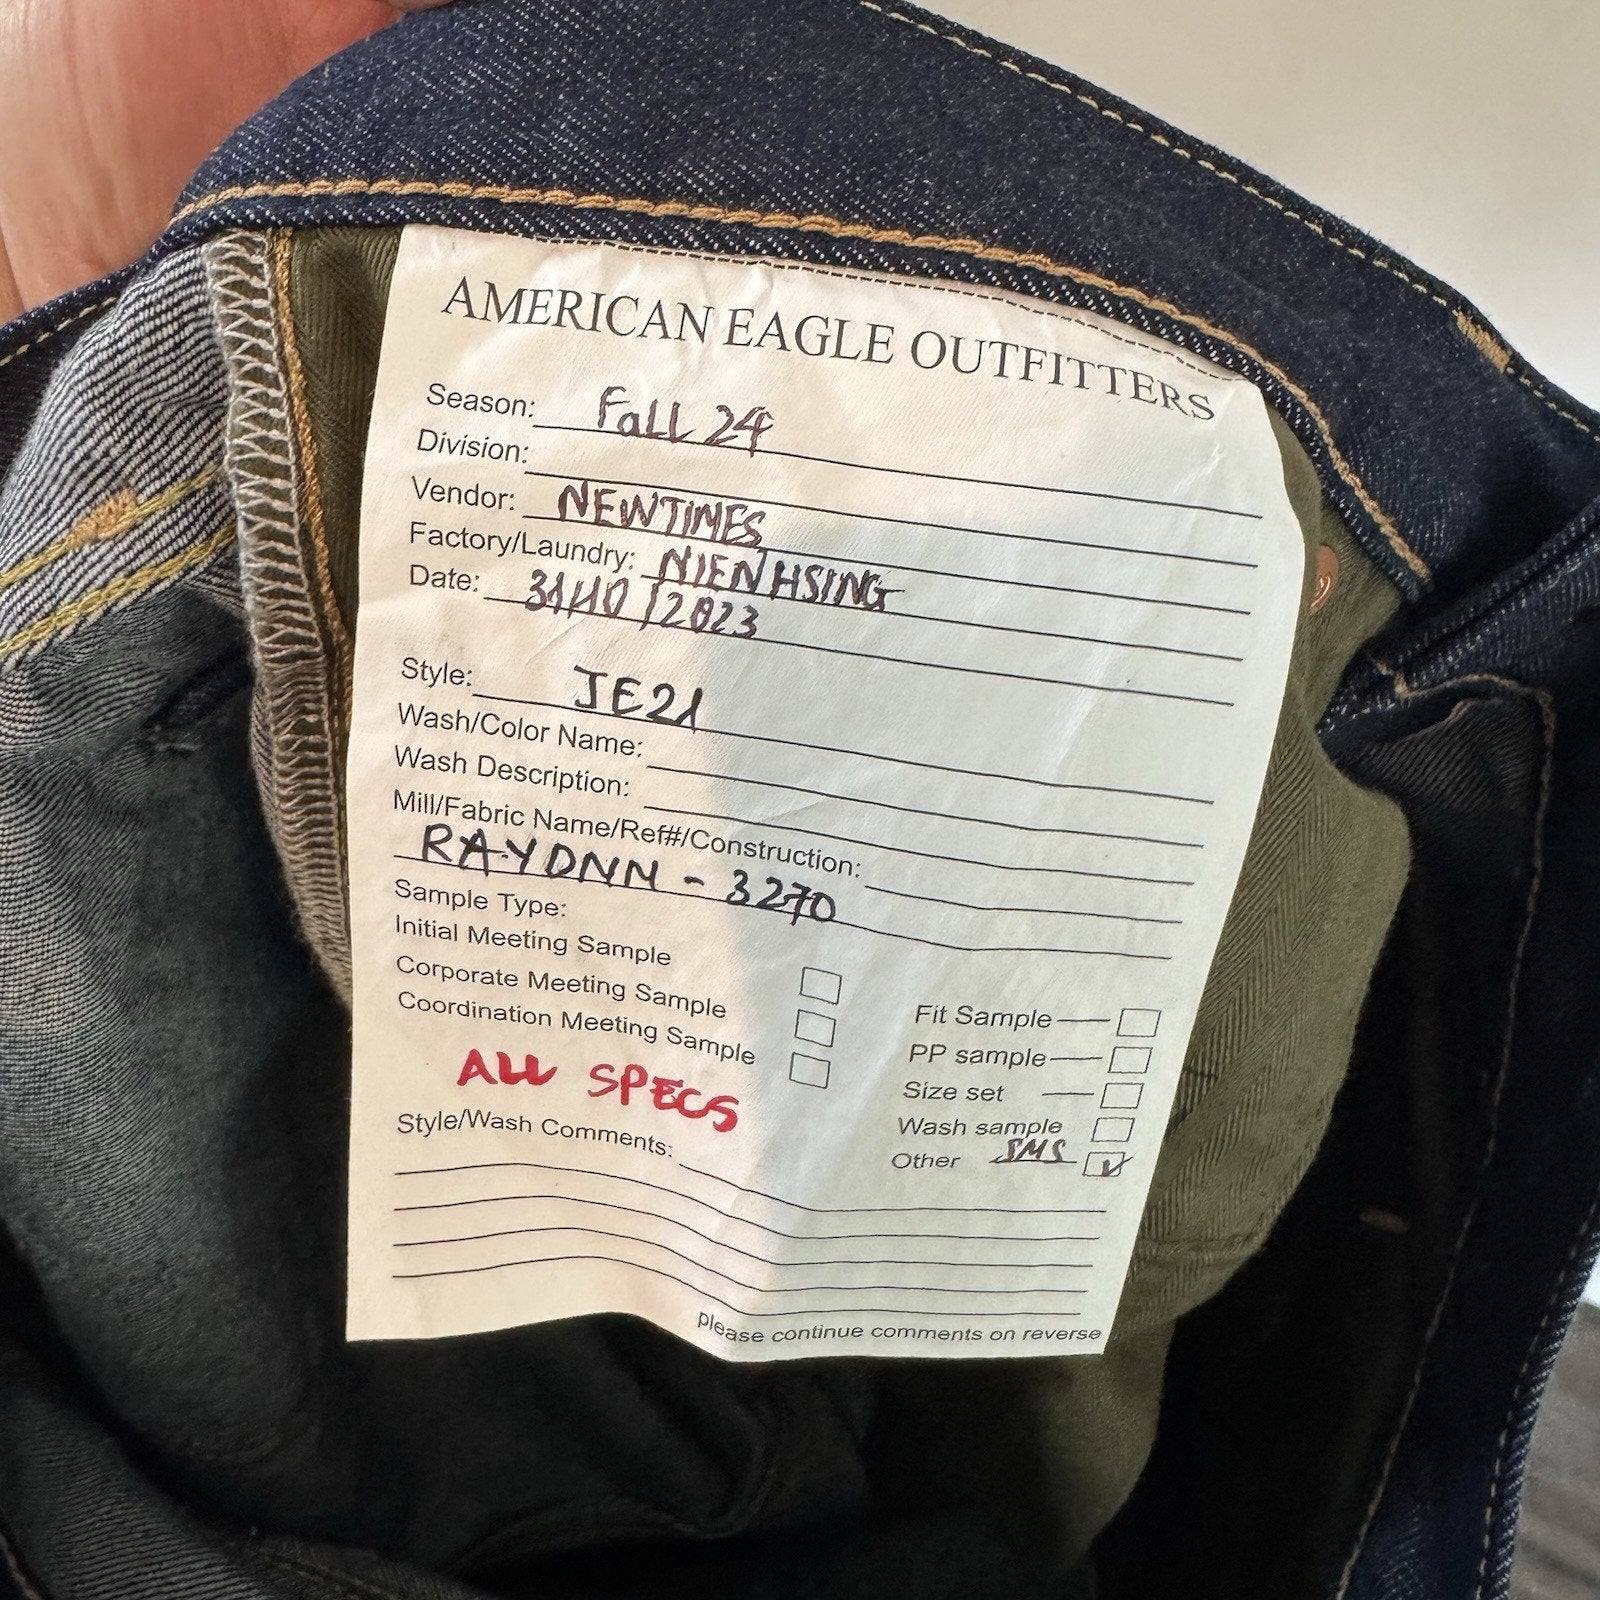 AMERICAN EAGLE OUTFITTERS
Season: Fall 24
Division:
Vendor: NEWTIMES
Factory/Laundry: NIEN HSING
Date: 31/10/2023
Style: JE21
Wash/Color Name:
Wash Description:
Mill/Fabric Name/Ref#/Construction:
RAYDNM - 3270
Sample Type:
Initial Meeting Sample
Corporate Meeting Sample
Coordination Meeting Sample
Fit Sample
PP sample
Size set
Wash sample
Other SMS
ALL SPECS
Style/Wash Comments:
please continue comments on reverse